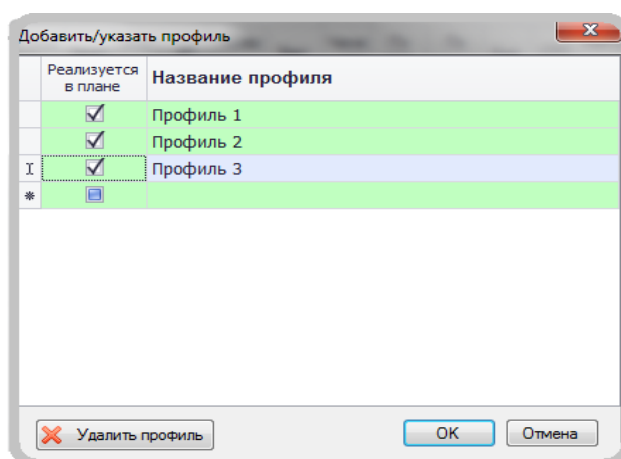 Добавить/указать профиль
Реализуется
в плане
Название профиля
Профиль 1
Профиль 2
Профиль 3
Удалить профиль
OK
Отмена